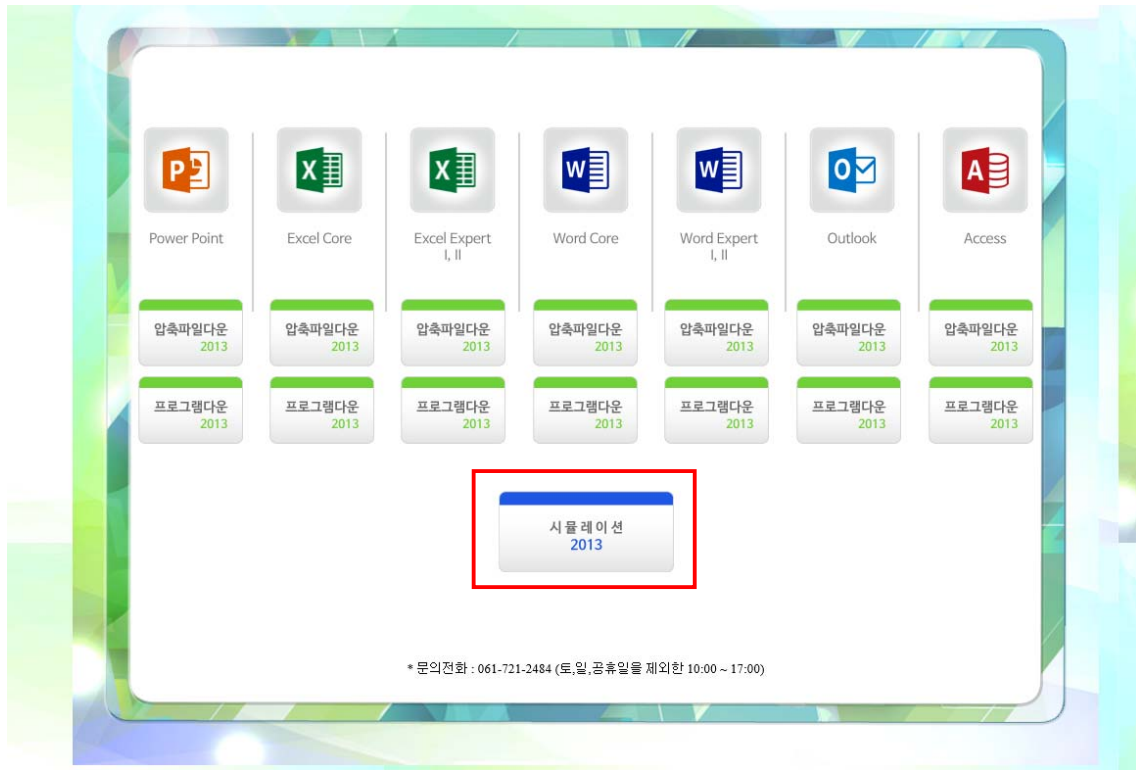 Power Point
Excel Core
Excel Expert
I, II
Word Core
Word Expert
I, II
Outlook
Access
압축파일다운
2013
압축파일다운
2013
압축파일다운
2013
압축파일다운
2013
압축파일다운
2013
압축파일다운
2013
압축파일다운
2013
프로그램다운
2013
프로그램다운
2013
프로그램다운
2013
프로그램다운
2013
프로그램다운
2013
프로그램다운
2013
프로그램다운
2013
시뮬레이션
2013
* 문의전화 : 061-721-2484 (토,일,공휴일을 제외한 10:00 ~ 17:00)